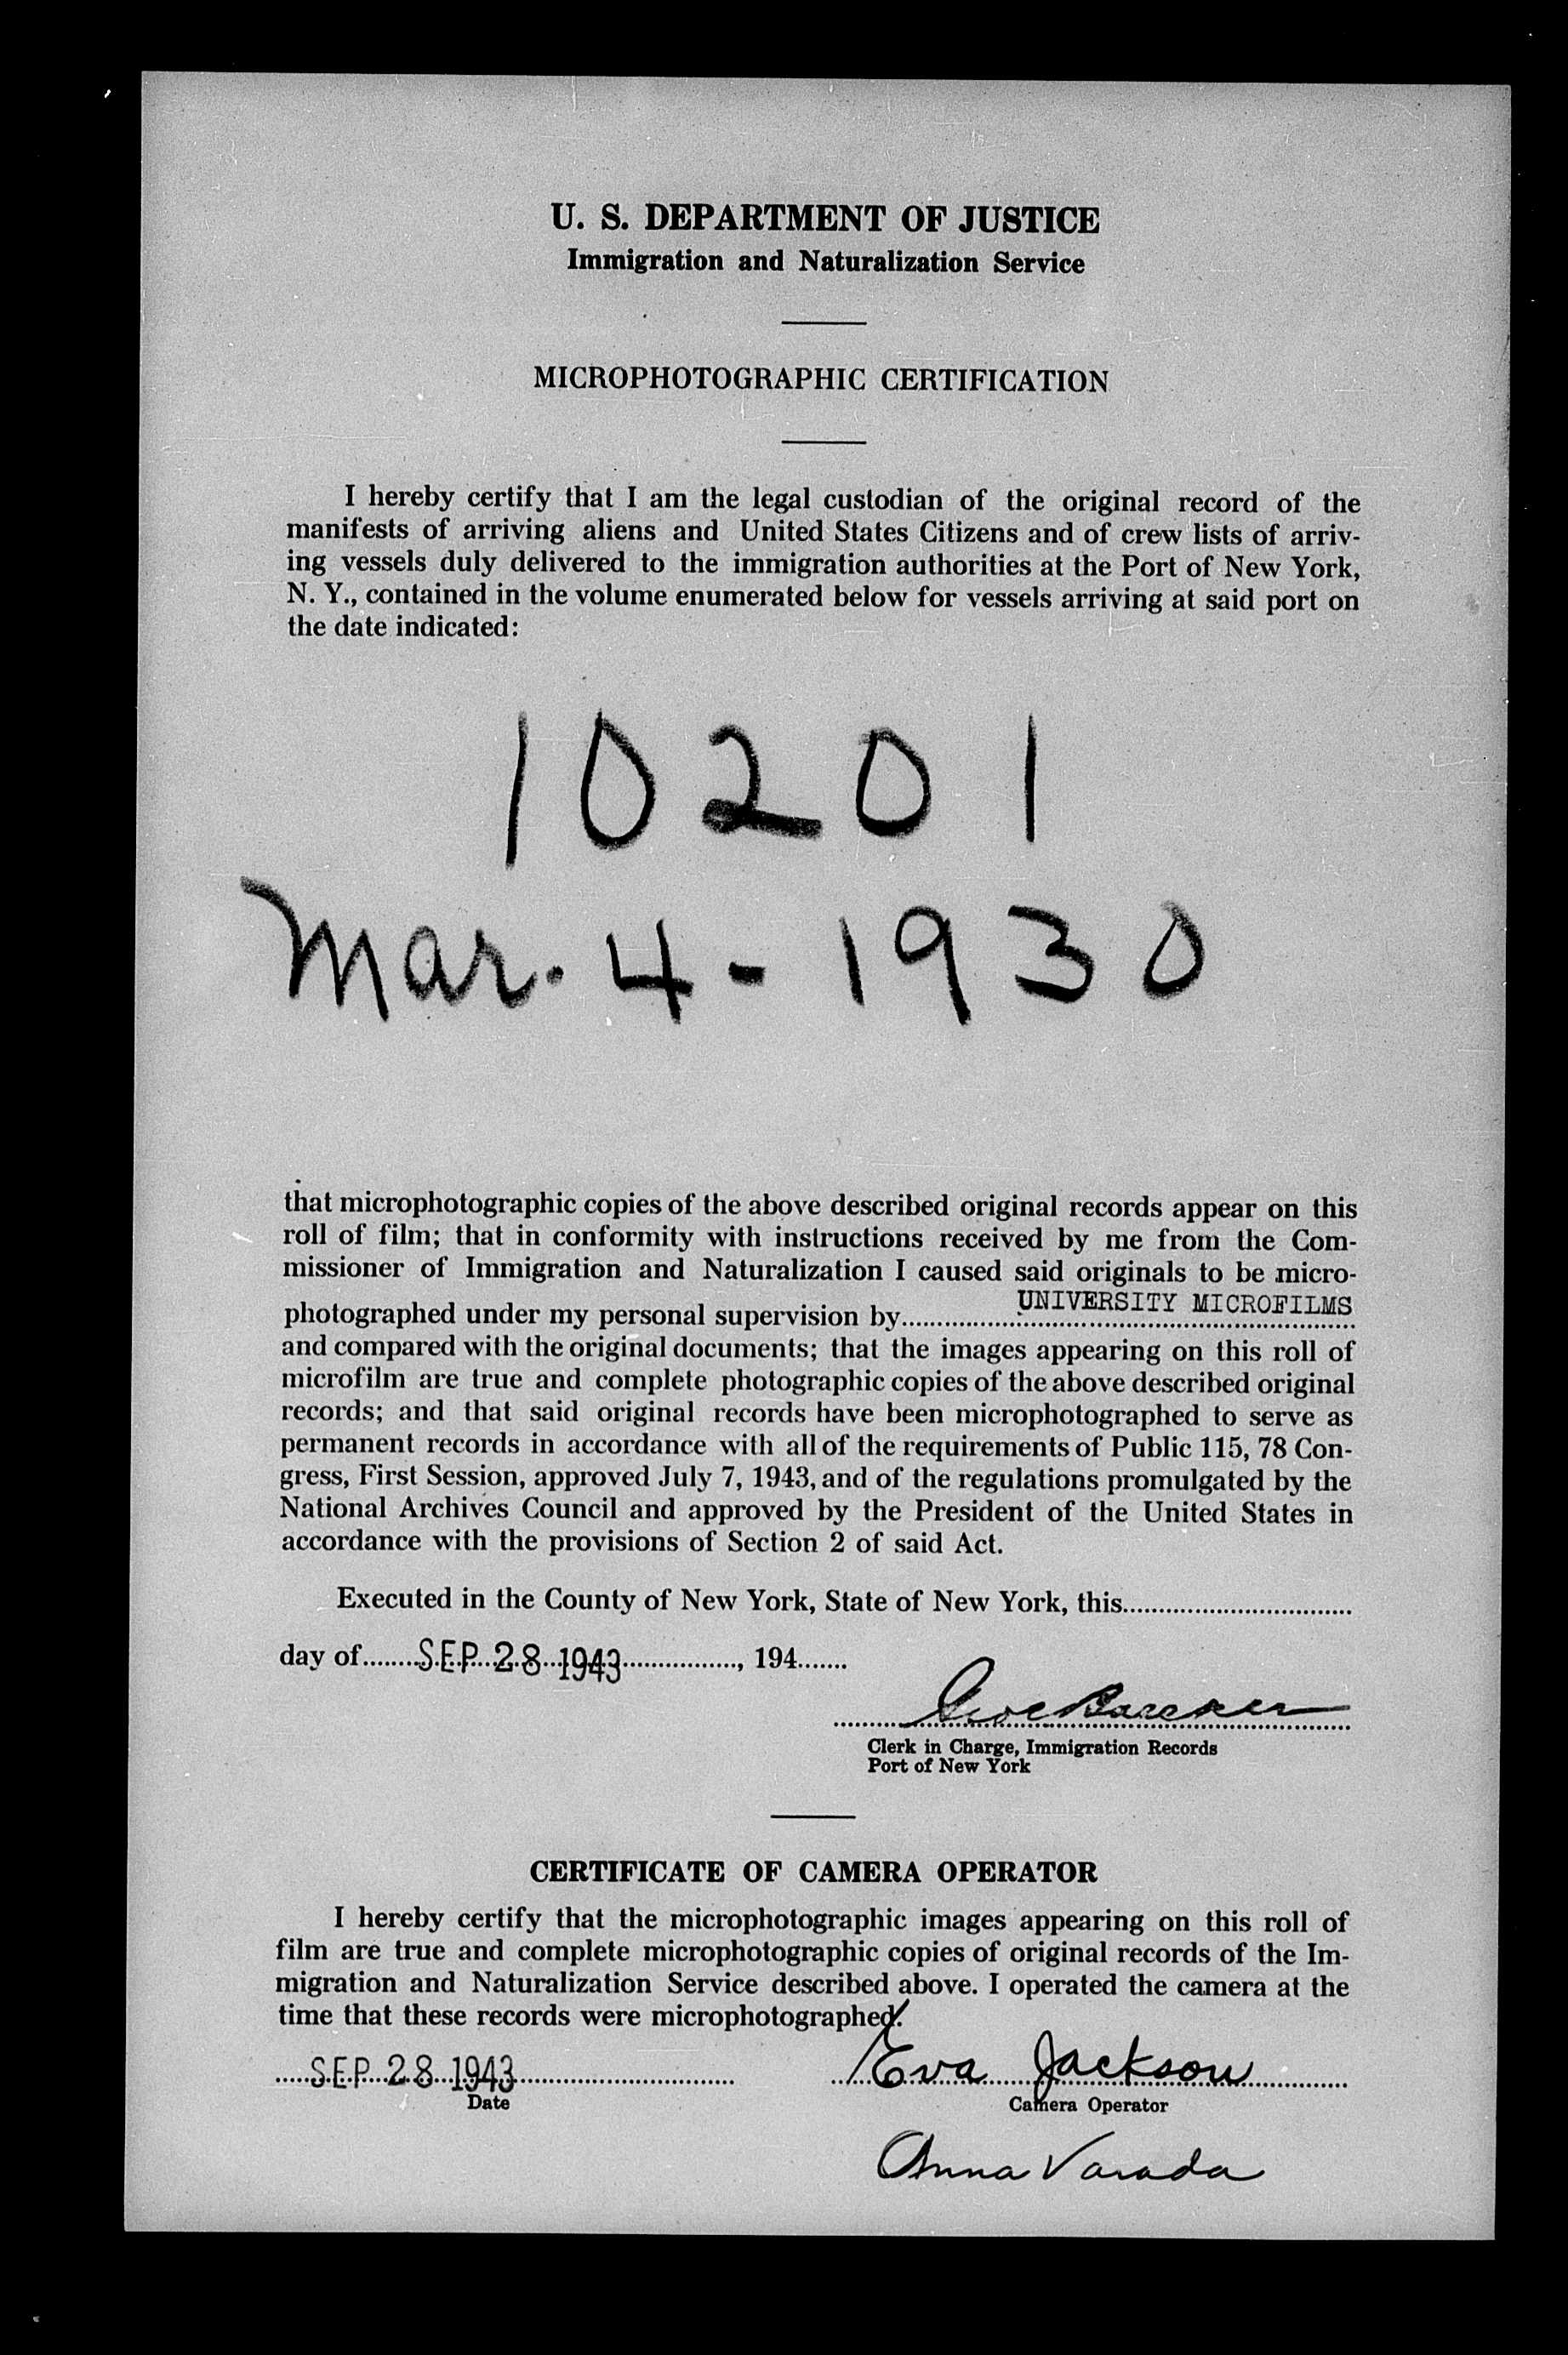 U. S. DEPARTMENT OF JUSTICE
Immigration and Naturalization Service
MICROPHOTOGRAPHIC CERTIFICATION
I hereby certify that I am the legal custodian of the original record of the
manifests of arriving aliens and United States Citizens and of crew lists of arriv-
ing vessels duly delivered to the immigration authorities at the Port of New York,
N. Y., contained in the volume enumerated below for vessels arriving at said port on
the date indicated:
10201
Mar. 4 - 1930
that microphotographic copies of the above described original records appear on this
roll of film; that in conformity with instructions received by me from the Com-
missioner of Immigration and Naturalization I caused said originals to be micro-
photographed under my personal supervision by UNIVERSITY MICROFILMS
and compared with the original documents; that the images appearing on this roll of
microfilm are true and complete photographic copies of the above described original
records; and that said original records have been microphotographed to serve as
permanent records in accordance with all of the requirements of Public 115, 78 Con-
gress, First Session, approved July 7, 1943, and of the regulations promulgated by the
National Archives Council and approved by the President of the United States in
accordance with the provisions of Section 2 of said Act.
Executed in the County of New York, State of New York, this
day of SEP 28 1943, 194
Clerk in Charge, Immigration Records
Port of New York
CERTIFICATE OF CAMERA OPERATOR
I hereby certify that the microphotographic images appearing on this roll of
film are true and complete microphotographic copies of original records of the Im-
migration and Naturalization Service described above. I operated the camera at the
time that these records were microphotographed.
SEP 28 1943 Eva Jackson
Date Camera Operator
Anna Varada